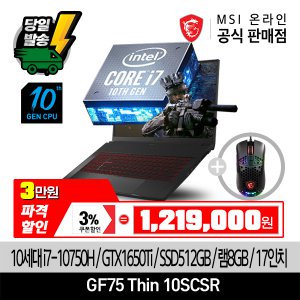 당일
발송
msi MSI 온라인
공식 판매점
intel
CORE i7
10TH GEN
10th
GEN CPU
3만원
파격
할인
3%
쿠폰할인
= 1,219,000원
10세대 i7-10750H / GTX1650Ti / SSD512GB / 램8GB / 17인치
GF75 Thin 10SCSR